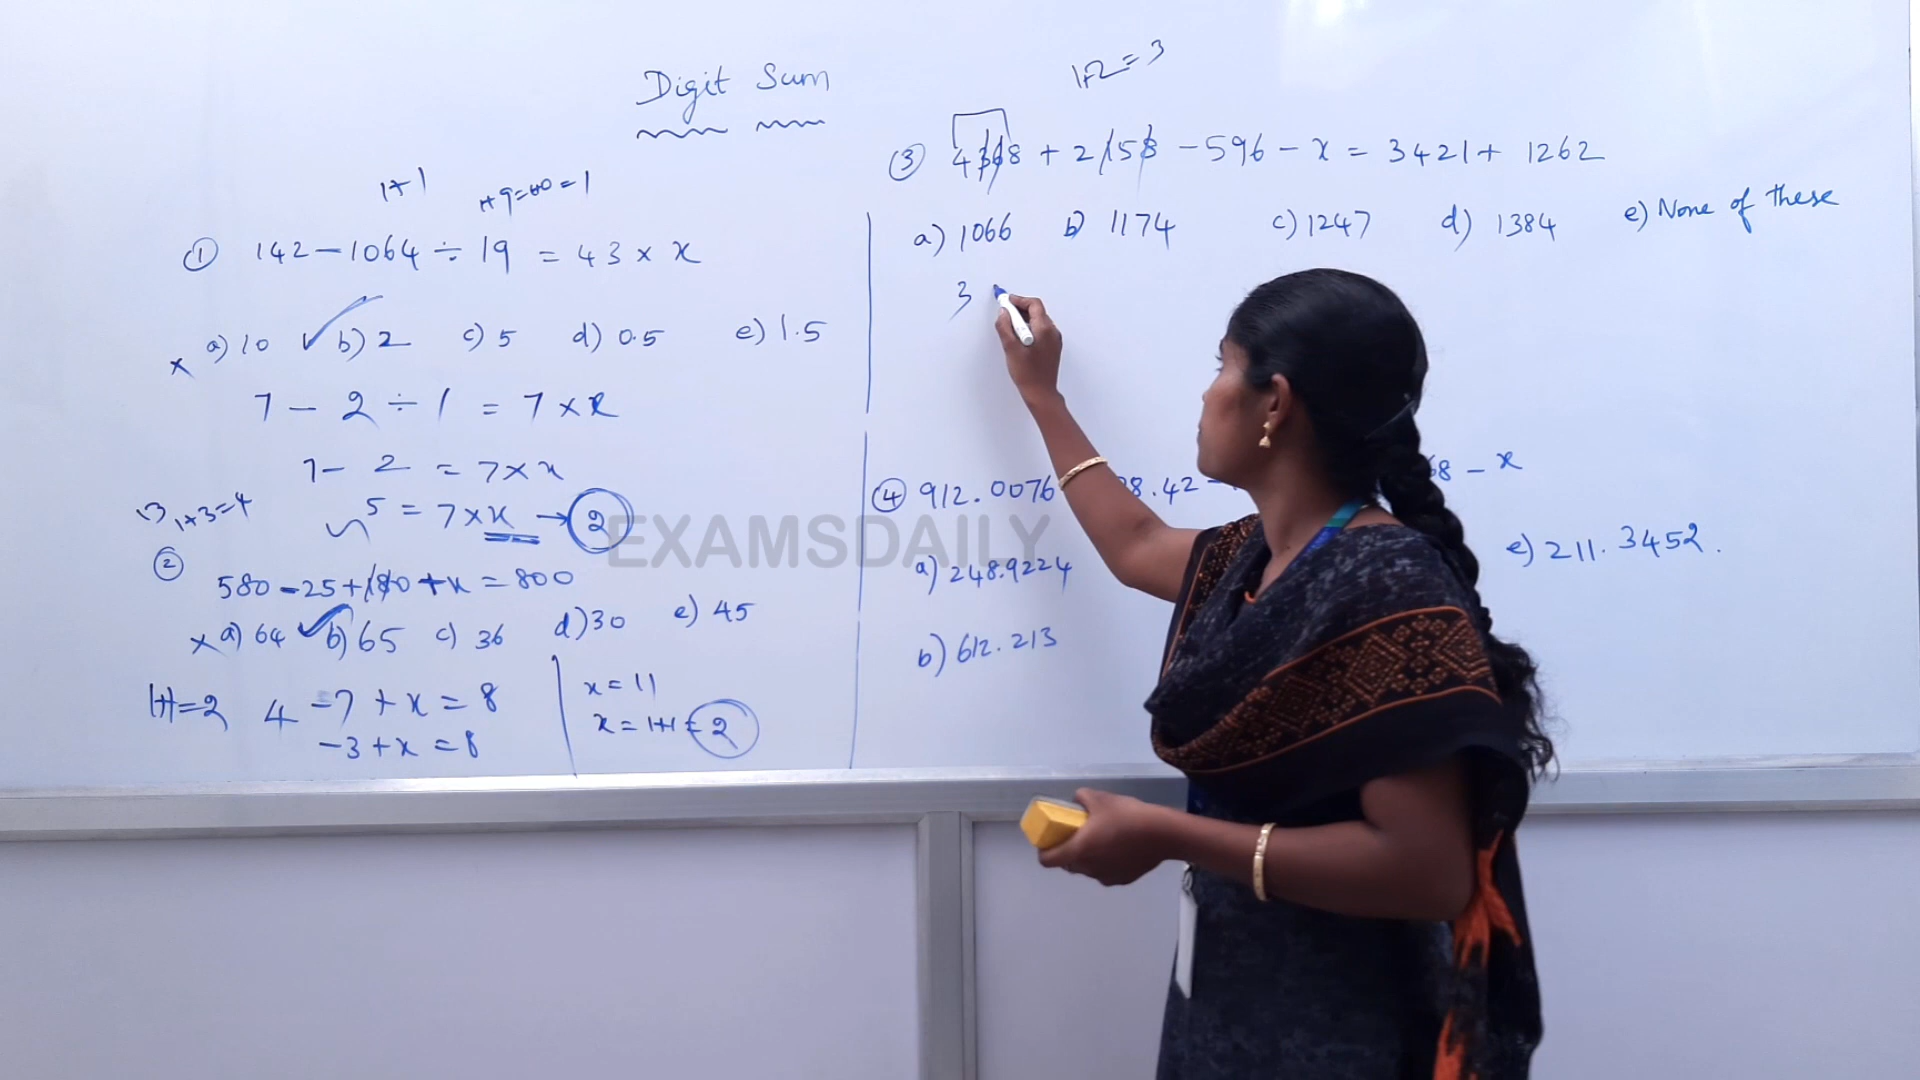 Digit Sum
1+1
1+9=10=1
① 142-1064÷19 = 43 × x
a) 10 b) 2 c) 5 d) 0.5 e) 1.5
7 - 2 ÷ 1 = 7 × x
7 - 2 = 7 × x
13 1+3=4
5 = 7 × x → 2
② 580-25+180+x = 800
a) 64 b) 65 c) 36 d) 30 e) 45
1+1=2 4 -7 + x = 8
-3 + x = 8
x = 11
x = 1+1 = 2
1+2=3
③ 4368 + 2158 - 596 - x = 3421 + 1262
a) 1066 b) 1174 c) 1247 d) 1384 e) None of these
3
④ 912.0076 8.42 - 68 - x
a) 248.9224 e) 211.3452.
b) 612.213
EXAMSDAILY